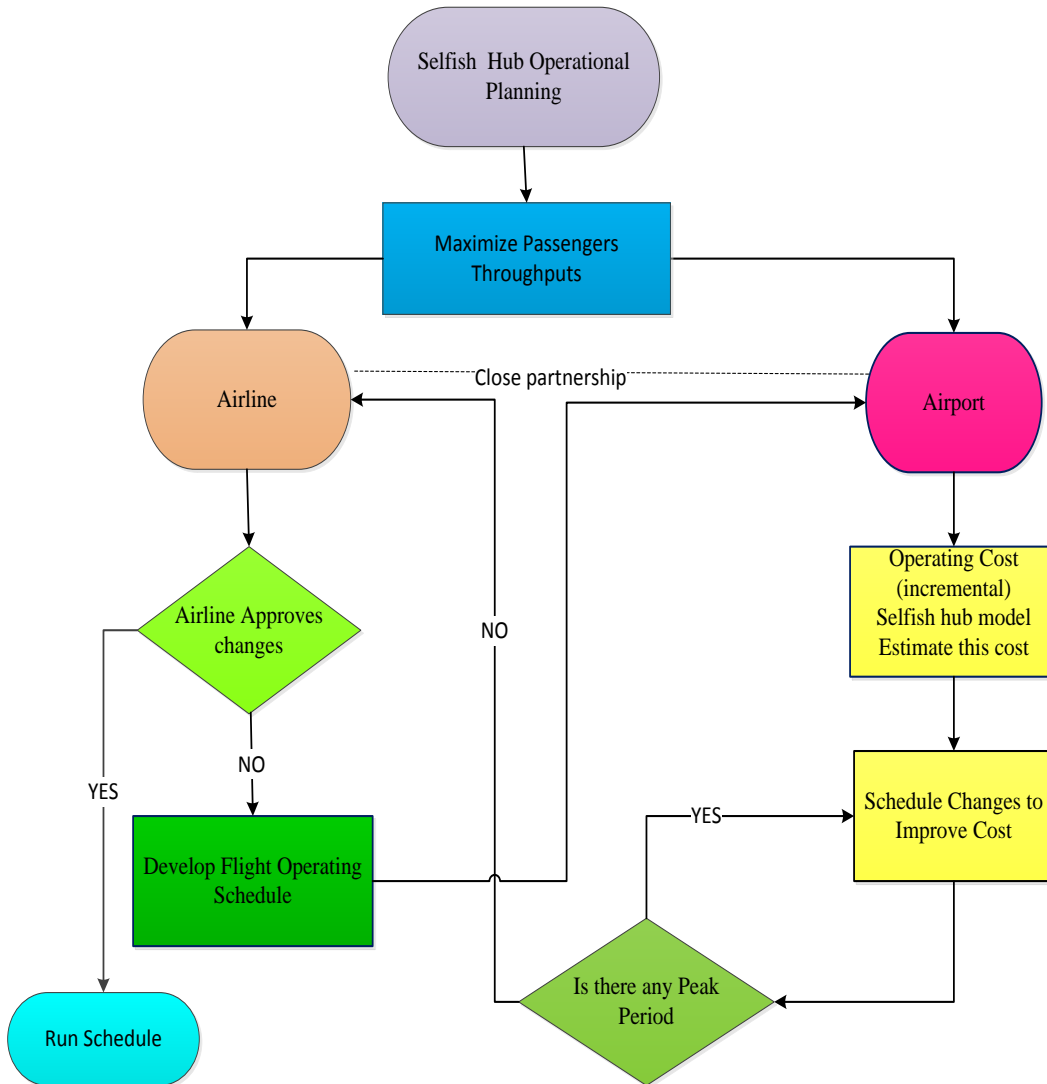 Selfish Hub Operational
Planning
Maximize Passengers
Throughputs
Close partnership
Airline
Airport
Operating Cost
(incremental)
Selfish hub model
Estimate this cost
Airline Approves
changes
NO
NO
YES
Schedule Changes to
Improve Cost
YES
Develop Flight Operating
Schedule
Is there any Peak
Period
Run Schedule